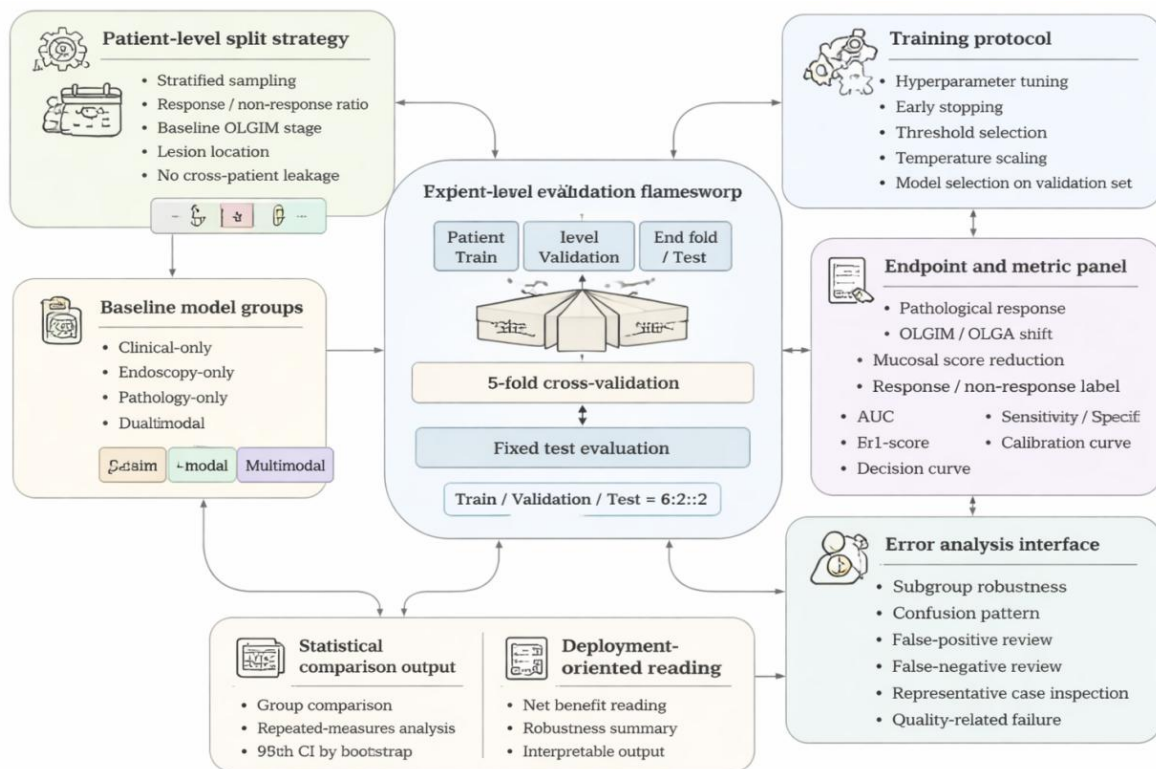 Patient-level split strategy
• Stratified sampling
• Response / non-response ratio
• Baseline OLGIM stage
• Lesion location
• No cross-patient leakage
Training protocol
• Hyperparameter tuning
• Early stopping
• Threshold selection
• Temperature scaling
• Model selection on validation set
Expient-level evälıdation flamesworp
Patient
Train
level
Validation
End fold
/ Test
5-fold cross-validation
Fixed test evaluation
Train / Validation / Test = 6:2::2
Baseline model groups
• Clinical-only
• Endoscopy-only
• Pathology-only
• Dualtimodal
-modal
Multimodal
Endpoint and metric panel
• Pathological response
• OLGIM / OLGA shift
• Mucosal score reduction
• Response / non-response label
• AUC
• Er1-score
• Decision curve
• Sensitivity / Specifi
• Calibration curve
Error analysis interface
• Subgroup robustness
• Confusion pattern
• False-positive review
• False-negative review
• Representative case inspection
• Quality-related failure
Statistical
comparison output
• Group comparison
• Repeated-measures analysis
• 95th CI by bootstrap
Deployment-
oriented reading
• Net benefit reading
• Robustness summary
• Interpretable output